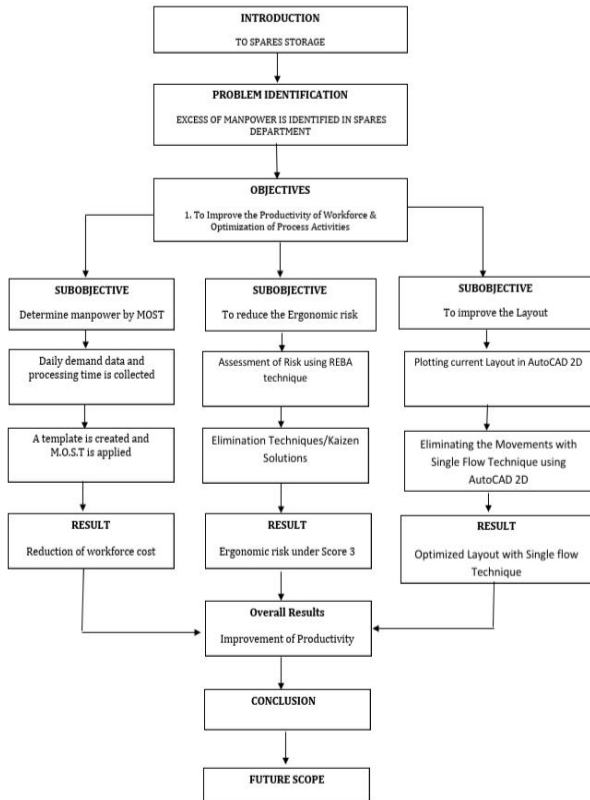 INTRODUCTION
TO SPARES STORAGE
PROBLEM IDENTIFICATION
EXCESS OF MANPOWER IS IDENTIFIED IN SPARES
DEPARTMENT
OBJECTIVES
1. To Improve the Productivity of Workforce &
Optimization of Process Activities
SUBOBJECTIVE
Determine manpower by MOST
Daily demand data and
processing time is collected
A template is created and
M.O.S.T is applied
RESULT
Reduction of workforce cost
SUBOBJECTIVE
To reduce the Ergonomic risk
Assessment of Risk using REBA
technique
Elimination Techniques/Kaizen
Solutions
RESULT
Ergonomic risk under Score 3
SUBOBJECTIVE
To improve the Layout
Plotting current Layout in AutoCAD 2D
Eliminating the Movements with
Single Flow Technique using
AutoCAD 2D
RESULT
Optimized Layout with Single flow
Technique
Overall Results
Improvement of Productivity
CONCLUSION
FUTURE SCOPE